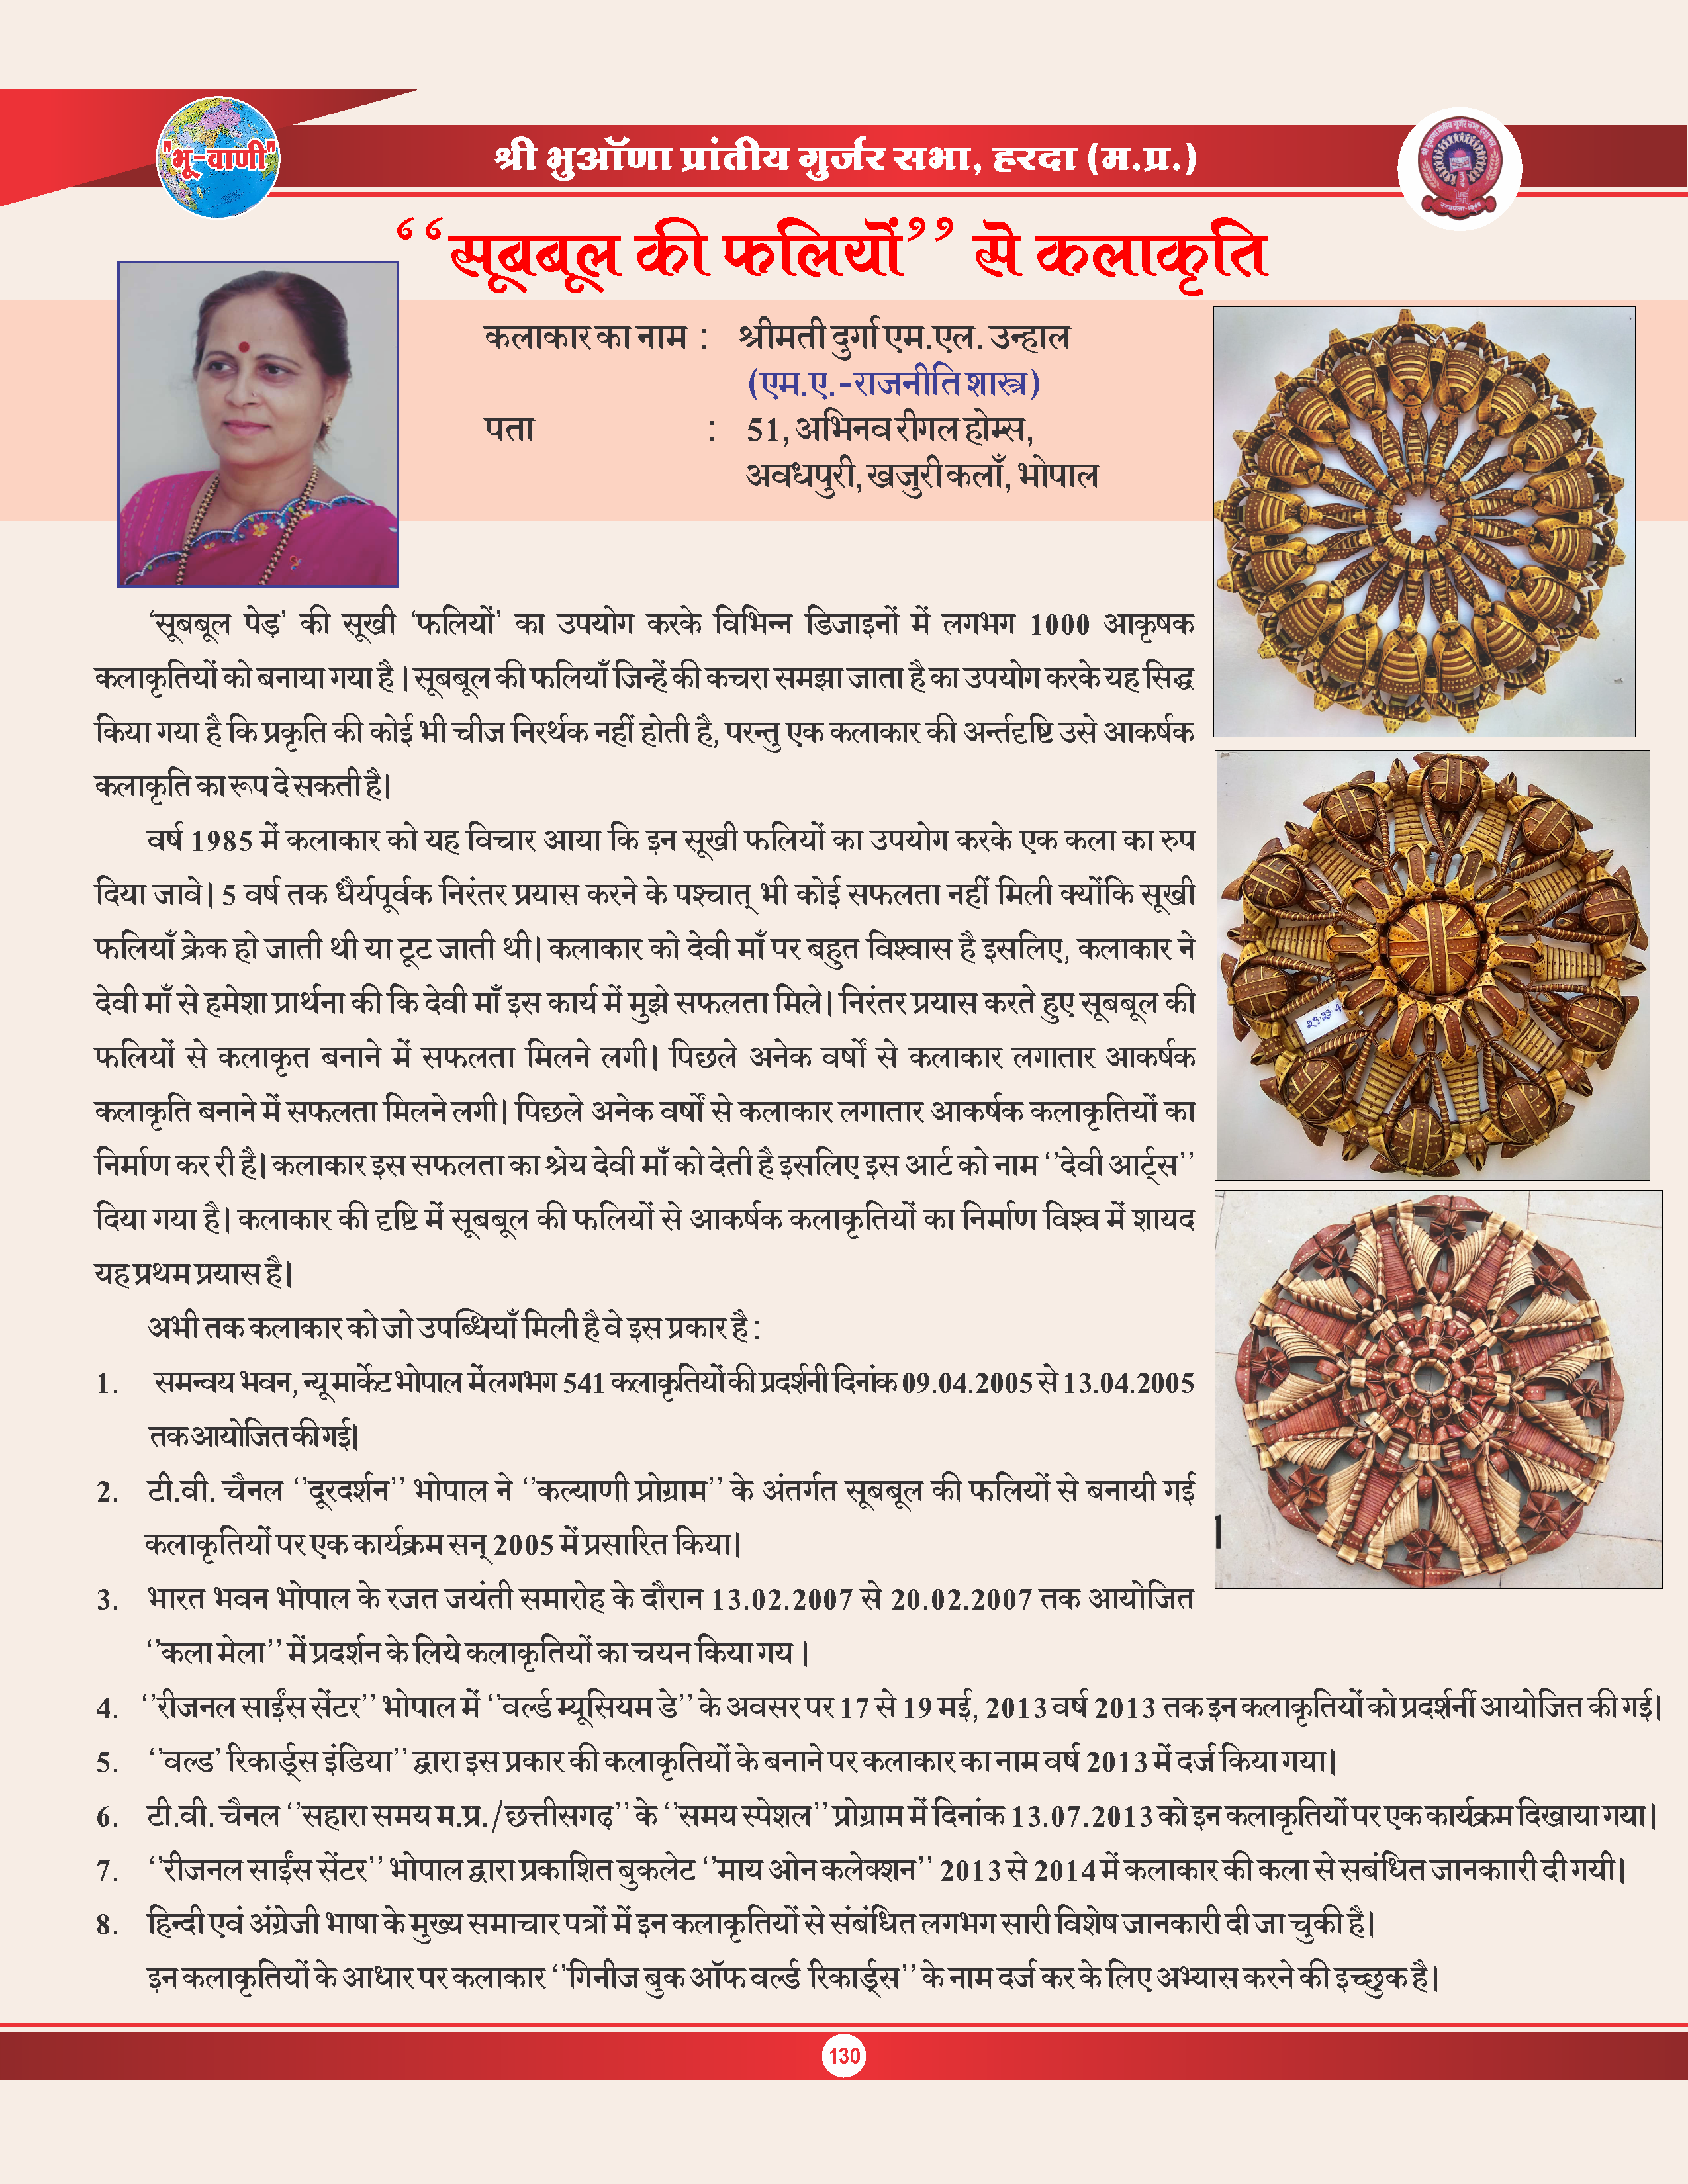 "भू-वाणी"
श्री भुऑणा प्रांतीय गुर्जर सभा, हरदा (म.प्र.)
स्थापना-1944
‘‘सूबबूल की फलियों’’ से कलाकृति
कलाकार का नाम : श्रीमती दुर्गा एम.एल. उन्हाल
(एम.ए.-राजनीति शास्त्र)
पता : 51, अभिनव रीगल होम्स,
अवधपुरी, खजुरी कलाँ, भोपाल
‘सूबबूल पेड़’ की सूखी ‘फलियों’ का उपयोग करके विभिन्न डिजाइनों में लगभग 1000 आकृषक
कलाकृतियों को बनाया गया है। सूबबूल की फलियाँ जिन्हें की कचरा समझा जाता है का उपयोग करके यह सिद्ध
किया गया है कि प्रकृति की कोई भी चीज निरर्थक नहीं होती है, परन्तु एक कलाकार की अर्न्तदृष्टि उसे आकर्षक
कलाकृति का रूप दे सकती है।
वर्ष 1985 में कलाकार को यह विचार आया कि इन सूखी फलियों का उपयोग करके एक कला का रुप
दिया जावे। 5 वर्ष तक धैर्यपूर्वक निरंतर प्रयास करने के पश्चात् भी कोई सफलता नहीं मिली क्योंकि सूखी
फलियाँ क्रेक हो जाती थी या टूट जाती थी। कलाकार को देवी माँ पर बहुत विश्वास है इसलिए, कलाकार ने
देवी माँ से हमेशा प्रार्थना की कि देवी माँ इस कार्य में मुझे सफलता मिले। निरंतर प्रयास करते हुए सूबबूल की
फलियों से कलाकृत बनाने में सफलता मिलने लगी। पिछले अनेक वर्षों से कलाकार लगातार आकर्षक
कलाकृति बनाने में सफलता मिलने लगी। पिछले अनेक वर्षों से कलाकार लगातार आकर्षक कलाकृतियों का
निर्माण कर री है। कलाकार इस सफलता का श्रेय देवी माँ को देती है इसलिए इस आर्ट को नाम ‘’देवी आर्ट्स’’
दिया गया है। कलाकार की दृष्टि में सूबबूल की फलियों से आकर्षक कलाकृतियों का निर्माण विश्व में शायद
यह प्रथम प्रयास है।
अभी तक कलाकार को जो उपब्धियाँ मिली है वे इस प्रकार है :
1. समन्वय भवन, न्यू मार्केट भोपाल में लगभग 541 कलाकृतियों की प्रदर्शनी दिनांक 09.04.2005 से 13.04.2005
तक आयोजित की गई।
2. टी.वी. चैनल ‘’दूरदर्शन’’ भोपाल ने ‘’कल्याणी प्रोग्राम’’ के अंतर्गत सूबबूल की फलियों से बनायी गई
कलाकृतियों पर एक कार्यक्रम सन् 2005 में प्रसारित किया।
3. भारत भवन भोपाल के रजत जयंती समारोह के दौरान 13.02.2007 से 20.02.2007 तक आयोजित
‘’कला मेला’’ में प्रदर्शन के लिये कलाकृतियों का चयन किया गय।
4. ‘’रीजनल साईंस सेंटर’’ भोपाल में ‘’वर्ल्ड म्यूसियम डे’’ के अवसर पर 17 से 19 मई, 2013 वर्ष 2013 तक इन कलाकृतियों को प्रदर्शर्नी आयोजित की गई।
5. ‘’वल्ड’ रिकार्ड्स इंडिया’’ द्वारा इस प्रकार की कलाकृतियों के बनाने पर कलाकार का नाम वर्ष 2013 में दर्ज किया गया।
6. टी.वी. चैनल ‘’सहारा समय म.प्र./छत्तीसगढ़’’ के ‘’समय स्पेशल’’ प्रोग्राम में दिनांक 13.07.2013 को इन कलाकृतियों पर एक कार्यक्रम दिखाया गया।
7. ‘’रीजनल साईंस सेंटर’’ भोपाल द्वारा प्रकाशित बुकलेट ‘’माय ओन कलेक्शन’’ 2013 से 2014 में कलाकार की कला से सबंधित जानकाारी दी गयी।
8. हिन्दी एवं अंग्रेजी भाषा के मुख्य समाचार पत्रों में इन कलाकृतियों से संबंधित लगभग सारी विशेष जानकारी दी जा चुकी है।
इन कलाकृतियों के आधार पर कलाकार ‘’गिनीज बुक ऑफ वर्ल्ड रिकार्ड्स’’ के नाम दर्ज कर के लिए अभ्यास करने की इच्छुक है।
130